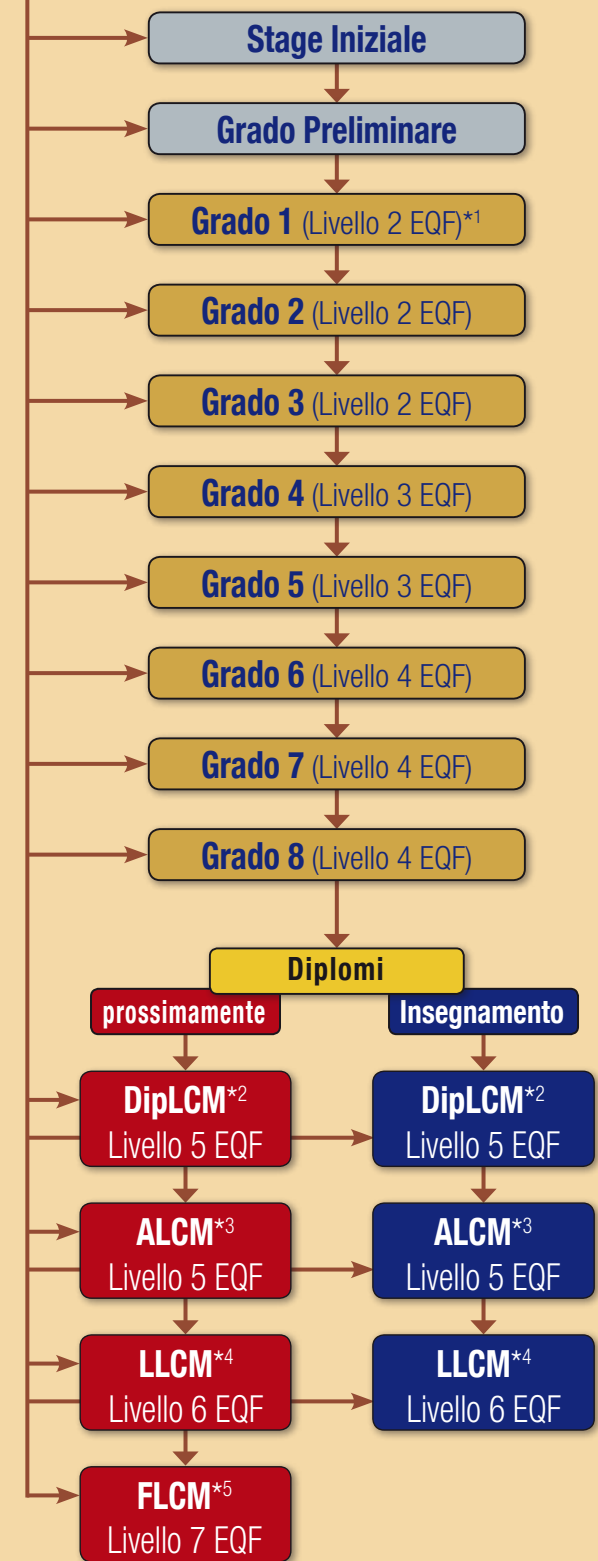 Stage Iniziale
Grado Preliminare
Grado 1 (Livello 2 EQF)*1
Grado 2 (Livello 2 EQF)
Grado 3 (Livello 2 EQF)
Grado 4 (Livello 3 EQF)
Grado 5 (Livello 3 EQF)
Grado 6 (Livello 4 EQF)
Grado 7 (Livello 4 EQF)
Grado 8 (Livello 4 EQF)
Diplomi
prossimamente
Insegnamento
DipLCM*2
Livello 5 EQF
DipLCM*2
Livello 5 EQF
ALCM*3
Livello 5 EQF
ALCM*3
Livello 5 EQF
LLCM*4
Livello 6 EQF
LLCM*4
Livello 6 EQF
FLCM*5
Livello 7 EQF